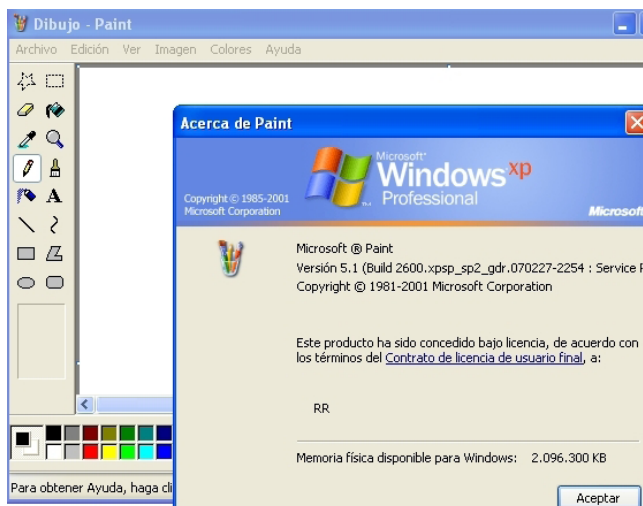 Dibujo - Paint
Archivo Edición Ver Imagen Colores Ayuda
Acerca de Paint
Microsoft®
Windows xp
Professional
Copyright © 1985-2001
Microsoft Corporation
Microsoft
A
Microsoft ® Paint
Versión 5.1 (Build 2600.xpsp_sp2_gdr.070227-2254 : Service P
Copyright © 1981-2001 Microsoft Corporation
Este producto ha sido concedido bajo licencia, de acuerdo con
los términos del Contrato de licencia de usuario final, a:
RR
Memoria física disponible para Windows: 2.096.300 KB
Para obtener Ayuda, haga cli
Aceptar